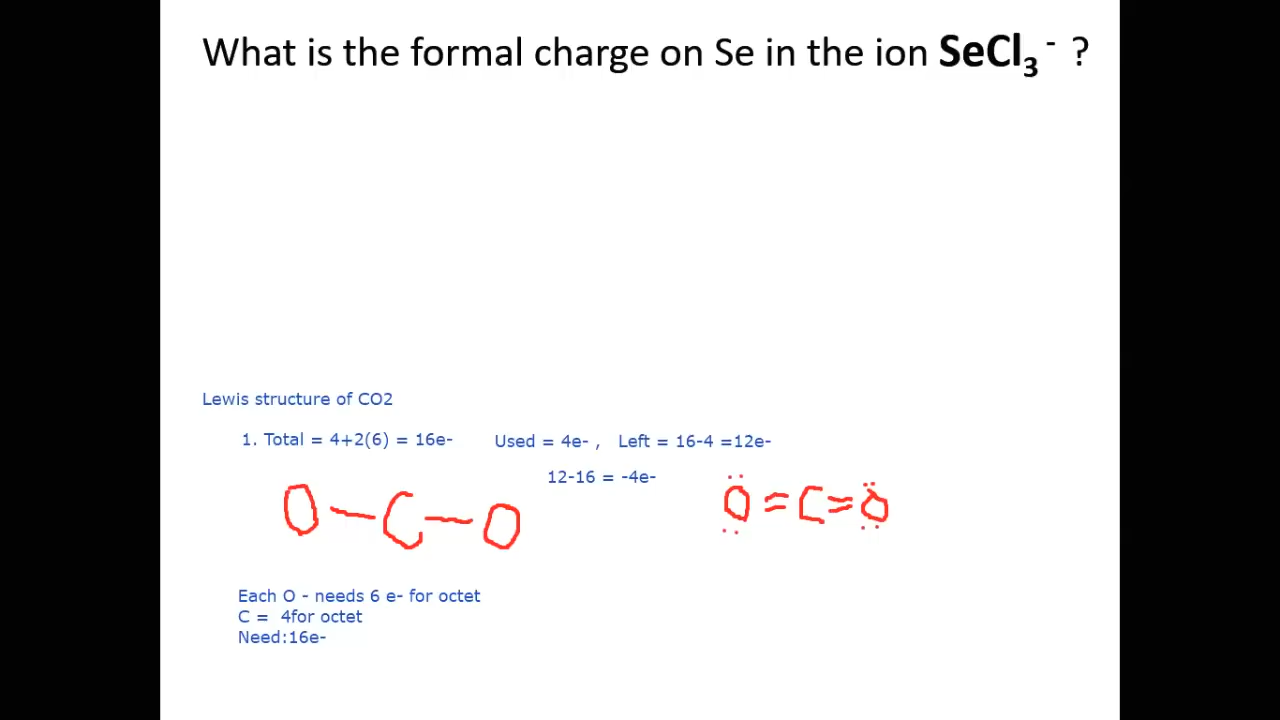 What is the formal charge on Se in the ion SeCl₃⁻ ?
Lewis structure of CO2
1. Total = 4+2(6) = 16e- Used = 4e- , Left = 16-4 =12e-
12-16 = -4e-
O — C — O
O = C = O
Each O - needs 6 e- for octet
C = 4for octet
Need:16e-